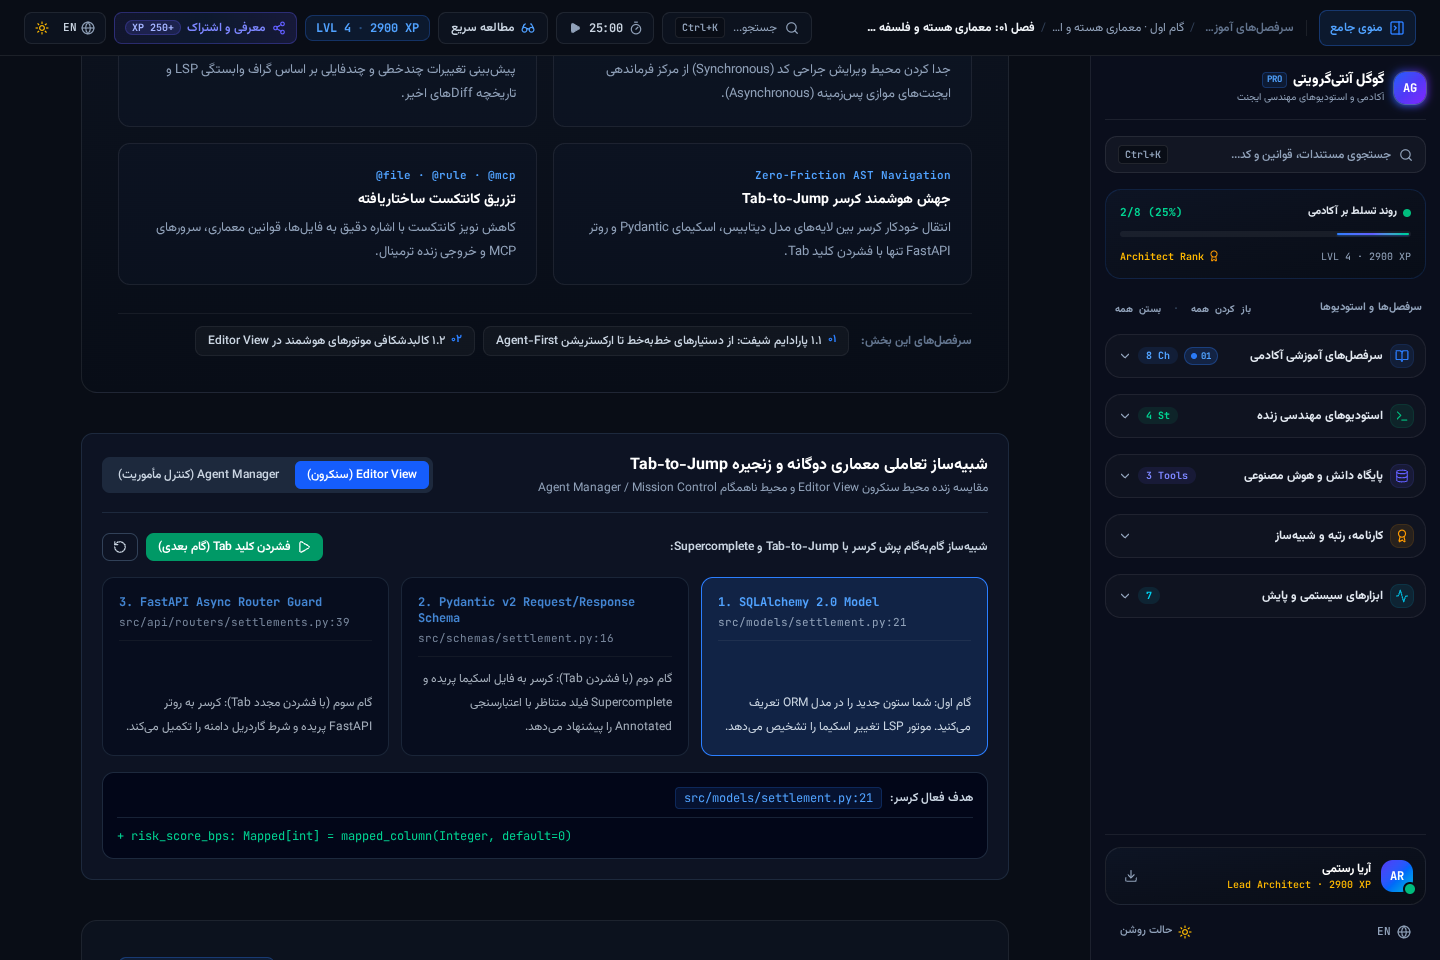 منوی جامع
سرفصل‌های آموز... / گام اول · معماری هسته و ا... / فصل ۰۱: معماری هسته و فلسفه ...
جستجو... Ctrl+K
25:00
مطالعه سریع
LVL 4 · 2900 XP
معرفی و اشتراک +250 XP
EN
AG
گوگل آنتی‌گرویتی PRO
آکادمی و استودیوهای مهندسی ایجنت
جستجوی مستندات، قوانین و کد... Ctrl+K
روند تسلط بر آکادمی 2/8 (25%)
LVL 4 · 2900 XP Architect Rank
سرفصل‌ها و استودیوها باز کردن همه · بستن همه
سرفصل‌های آموزشی آکادمی 01 8 Ch
استودیوهای مهندسی زنده 4 St
پایگاه دانش و هوش مصنوعی 3 Tools
کارنامه، رتبه و شبیه‌ساز
ابزارهای سیستمی و پایش 7
AR
آریا رستمی
Lead Architect · 2900 XP
EN حالت روشن
جدا کردن محیط ویرایش جراحی کد (Synchronous) از مرکز فرماندهی
ایجنت‌های موازی پس‌زمینه (Asynchronous).
پیش‌بینی تغییرات چندخطی و چندفایلی بر اساس گراف وابستگی LSP و
تاریخچه Diffهای اخیر.
Zero-Friction AST Navigation
جهش هوشمند کرسر Tab-to-Jump
انتقال خودکار کرسر بین لایه‌های مدل دیتابیس، اسکیمای Pydantic و روتر
FastAPI تنها با فشردن کلید Tab.
@file · @rule · @mcp
تزریق کانتکست ساختاریافته
کاهش نویز کانتکست با اشاره دقیق به فایل‌ها، قوانین معماری، سرورهای
MCP و خروجی زنده ترمینال.
سرفصل‌های این بخش:
۰۱ ۱.۱ پارادایم شیفت: از دستیارهای خط‌به‌خط تا ارکستریشن Agent-First
۰۲ ۱.۲ کالبدشکافی موتورهای هوشمند در Editor View
شبیه‌ساز تعاملی معماری دوگانه و زنجیره Tab-to-Jump
مقایسه زنده محیط سنکرون Editor View و محیط ناهمگام Agent Manager / Mission Control
Editor View (سنکرون) Agent Manager (کنترل مأموریت)
شبیه‌ساز گام‌به‌گام پرش کرسر با Tab-to-Jump و Supercomplete:
فشردن کلید Tab (گام بعدی)
1. SQLAlchemy 2.0 Model
src/models/settlement.py:21
گام اول: شما ستون جدید را در مدل ORM تعریف
می‌کنید. موتور LSP تغییر اسکیما را تشخیص می‌دهد.
2. Pydantic v2 Request/Response
Schema
src/schemas/settlement.py:16
گام دوم (با فشردن Tab): کرسر به فایل اسکیما پریده و
Supercomplete فیلد متناظر با اعتبارسنجی
Annotated را پیشنهاد می‌دهد.
3. FastAPI Async Router Guard
src/api/routers/settlements.py:39
گام سوم (با فشردن مجدد Tab): کرسر به روتر
FastAPI پریده و شرط گاردریل دامنه را تکمیل می‌کند.
هدف فعال کرسر: src/models/settlement.py:21
+ risk_score_bps: Mapped[int] = mapped_column(Integer, default=0)